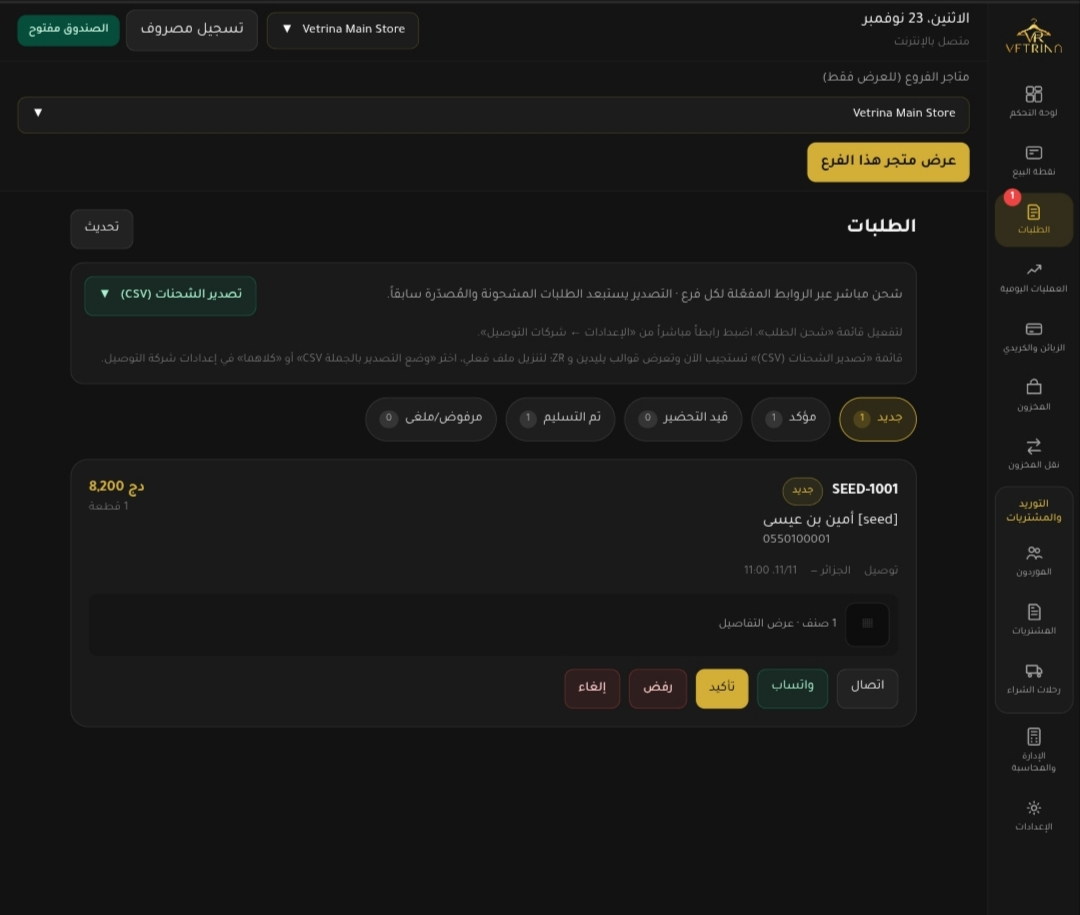 الاثنين، 23 نوفمبر
متصل بالإنترنت
Vetrina Main Store ▼
تسجيل مصروف
الصندوق مفتوح
VR
VETRINA
لوحة التحكم
نقطة البيع
1
الطلبات
العمليات اليومية
الزبائن والكريدي
المخزون
نقل المخزون
التوريد
والمشتريات
الموردون
المشتريات
رحلات الشراء
الإدارة
والمحاسبة
الإعدادات
متاجر الفروع (للعرض فقط)
Vetrina Main Store ▼
عرض متجر هذا الفرع
الطلبات
تحديث
شحن مباشر عبر الروابط المفعّلة لكل فرع · التصدير يستبعد الطلبات المشحونة والمُصدّرة سابقاً.
تصدير الشحنات (CSV) ▼
لتفعيل قائمة «شحن الطلب»، اضبط رابطاً مباشراً من «الإعدادات ← شركات التوصيل».
قائمة «تصدير الشحنات (CSV)» تستجيب الآن وتعرض قوالب يليدين و ZR؛ لتنزيل ملف فعلي، اختر «وضع التصدير بالجملة CSV» أو «كلاهما» في إعدادات شركة التوصيل.
جديد 1
مؤكد 1
قيد التحضير 0
تم التسليم 1
مرفوض/ملغى 0
SEED-1001 جديد
8,200 دج
1 قطعة
[seed] أمين بن عيسى
0550100001
توصيل الجزائر — 11/11، 11:00
1 صنف · عرض التفاصيل
اتصال
واتساب
تأكيد
رفض
إلغاء